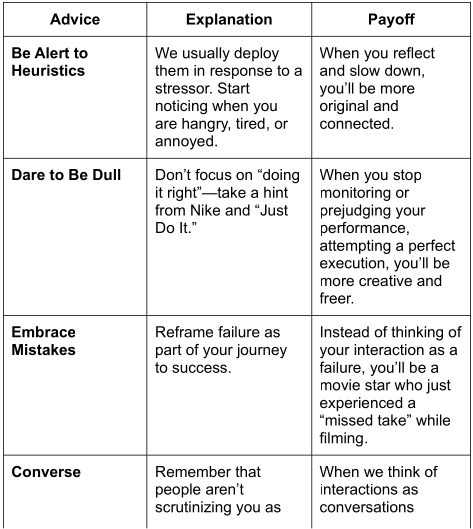 Advice
Explanation
Payoff
Be Alert to
Heuristics
We usually deploy
them in response to a
stressor. Start
noticing when you
are hangry, tired, or
annoyed.
When you reflect
and slow down,
you’ll be more
original and
connected.
Dare to Be Dull
Don’t focus on “doing
it right”—take a hint
from Nike and “Just
Do It.”
When you stop
monitoring or
prejudging your
performance,
attempting a perfect
execution, you’ll be
more creative and
freer.
Embrace
Mistakes
Reframe failure as
part of your journey
to success.
Instead of thinking of
your interaction as a
failure, you’ll be a
movie star who just
experienced a
“missed take” while
filming.
Converse
Remember that
people aren’t
scrutinizing you as
When we think of
interactions as
conversations